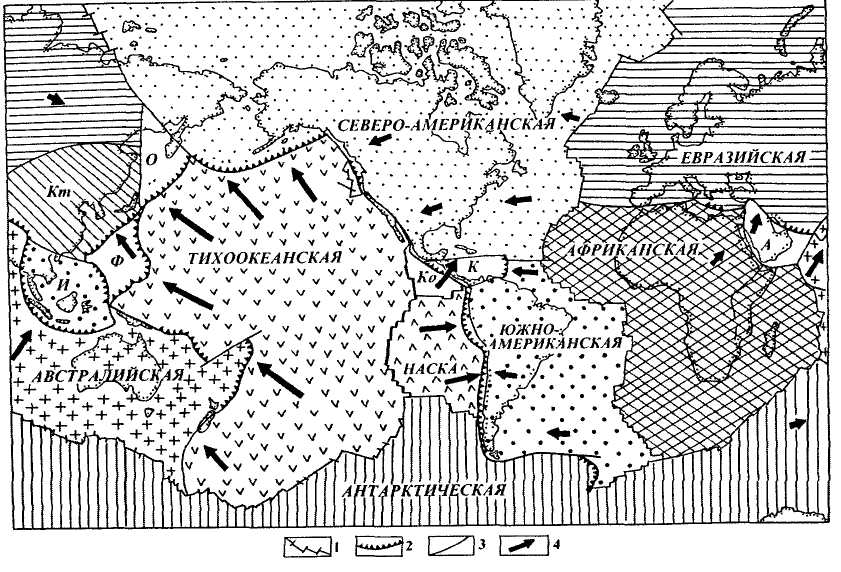 СЕВЕРО-АМЕРИКАНСКАЯ
О
ЕВРАЗИЙСКАЯ
Кт
ТИХООКЕАНСКАЯ
АФРИКАНСКАЯ
А
Ф
К
Ко
И
ЮЖНО-
АМЕРИКАНСКАЯ
НАСКА
АВСТРАЛИЙСКАЯ
АНТАРКТИЧЕСКАЯ
1 2 3 4